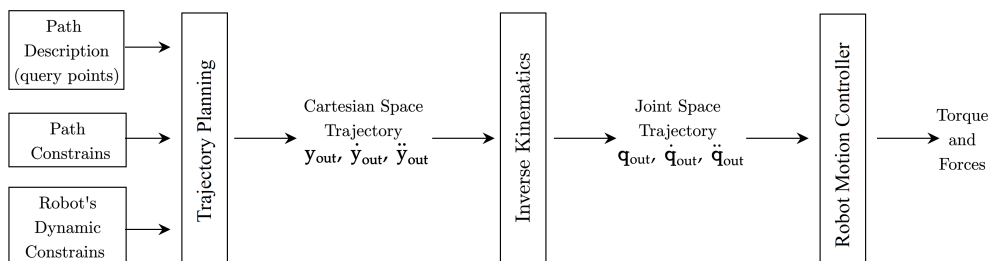 Path
Description
(query points)
Path
Constrains
Robot's
Dynamic
Constrains
Trajectory Planning
Cartesian Space
Trajectory
yout, ẏout, ÿout
Inverse Kinematics
Joint Space
Trajectory
qout, q̇out, q̈out
Robot Motion Controller
Torque
and
Forces